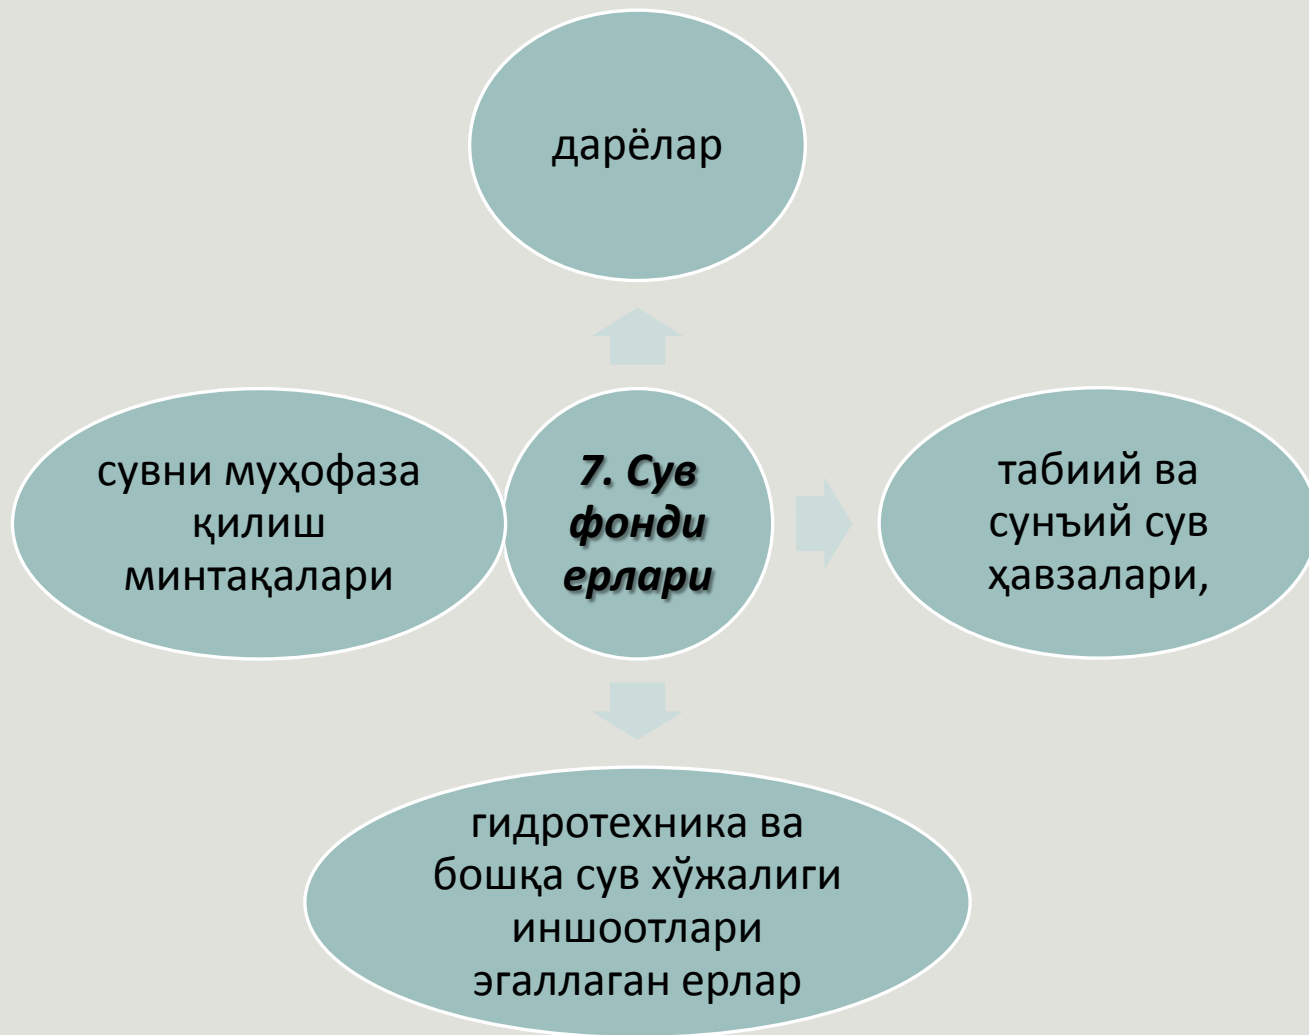 дарёлар
сувни муҳофаза
қилиш
минтақалари
7. Сув
фонди
ерлари
табиий ва
сунъий сув
ҳавзалари,
гидротехника ва
бошқа сув хўжалиги
иншоотлари
эгаллаган ерлар